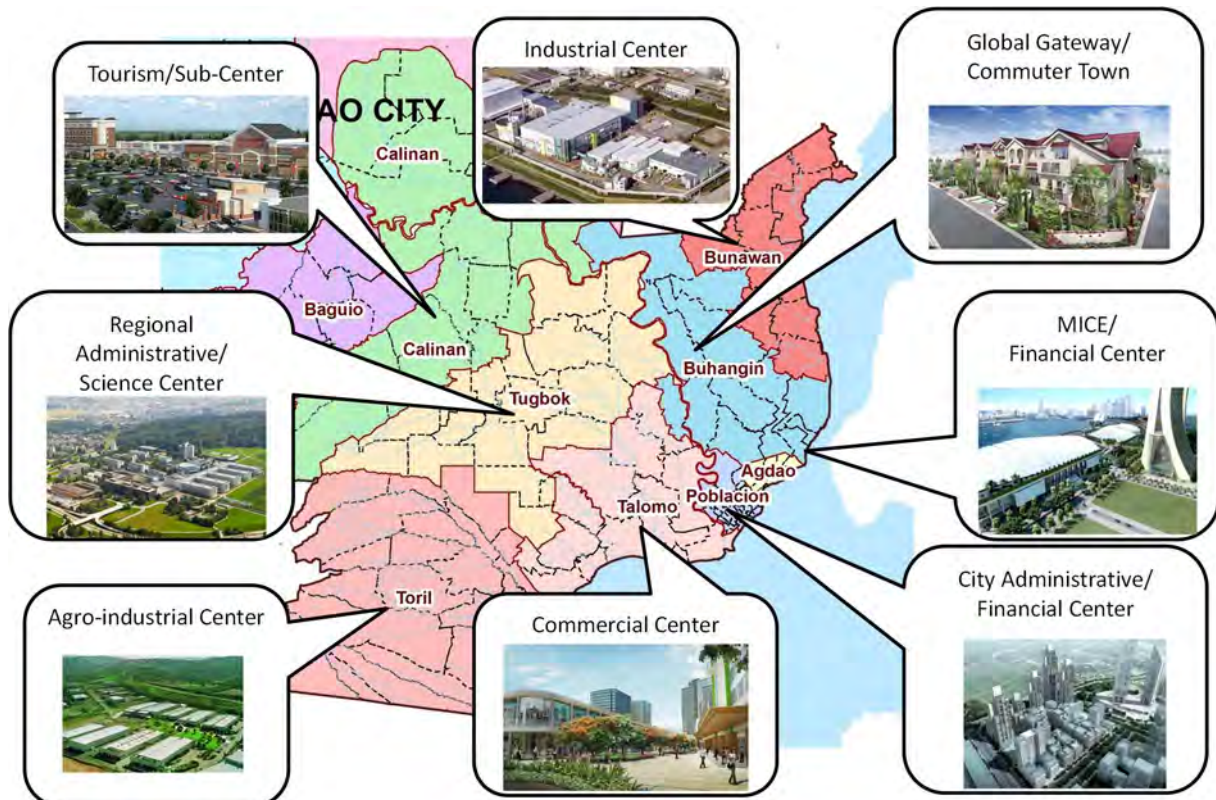 Tourism/Sub-Center
Industrial Center
Global Gateway/
Commuter Town
AO CITY
Calinan
Bunawan
Baguio
Regional
Administrative/
Science Center
Calinan
Buhangin
MICE/
Financial Center
Tugbok
Agdao
Poblacion
Talomo
Toril
Agro-industrial Center
Commercial Center
City Administrative/
Financial Center